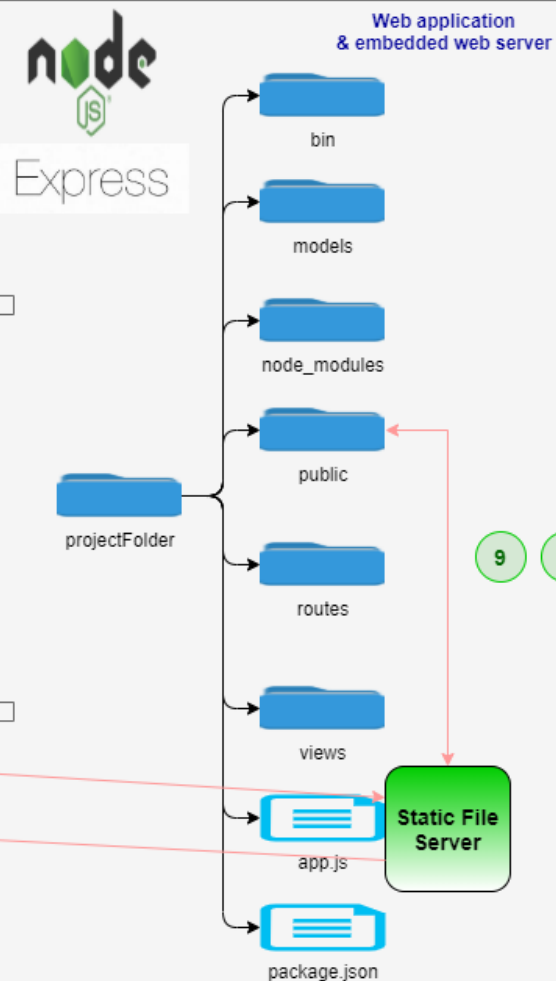 node
JS
Express
Web application
& embedded web server
bin
models
node_modules
public
projectFolder
9
routes
views
Static File
Server
app.js
package.json